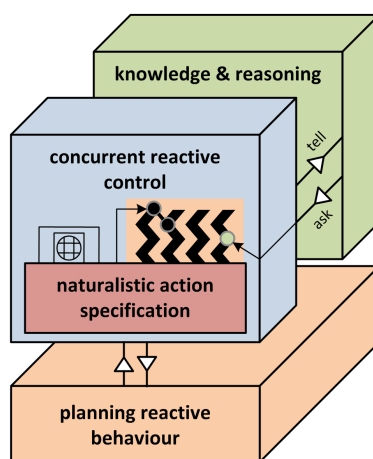 knowledge & reasoning
tell
concurrent reactive
control
ask
naturalistic action
specification
planning reactive
behaviour